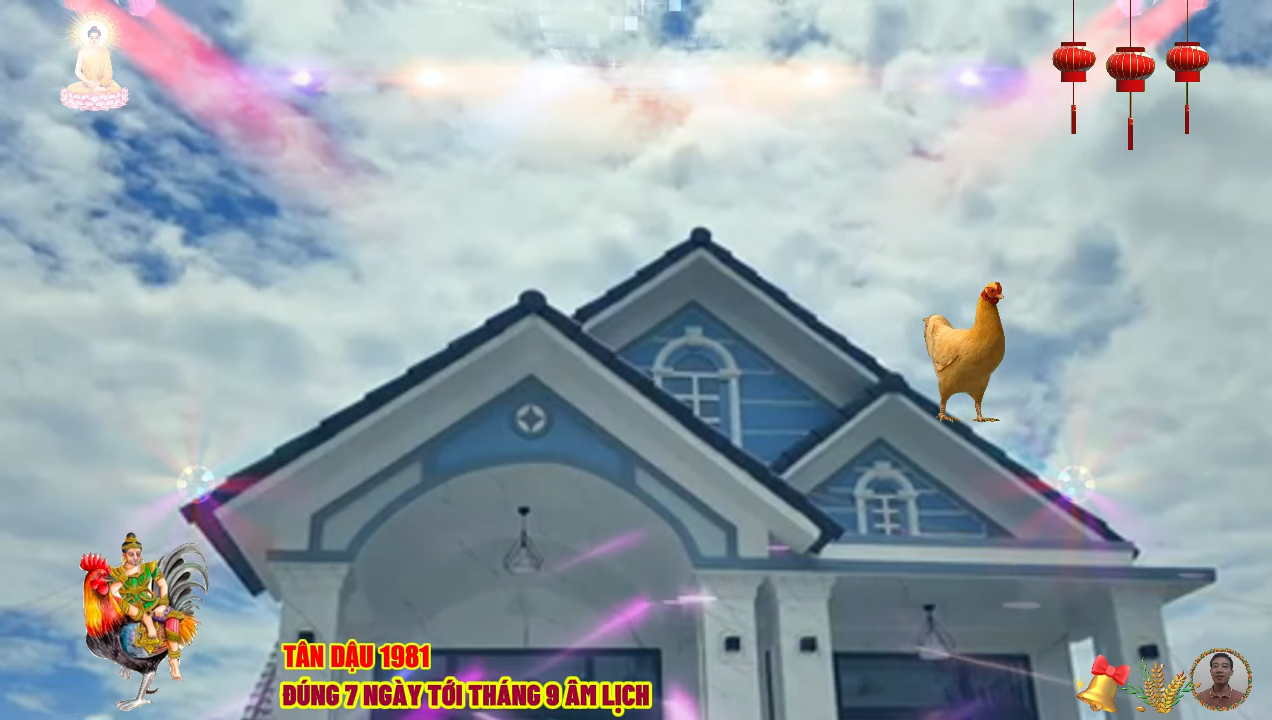 TÂN DẬU 1981
ĐÚNG 7 NGÀY TỚI THÁNG 9 ÂM LỊCH